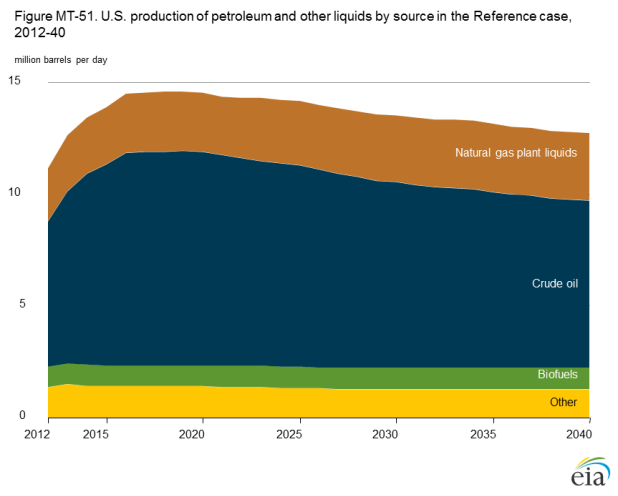 Figure MT-51. U.S. production of petroleum and other liquids by source in the Reference case,
2012-40
million barrels per day
15
Natural gas plant liquids
10
Crude oil
5
Biofuels
Other
0
2012 2015 2020 2025 2030 2035 2040
eia